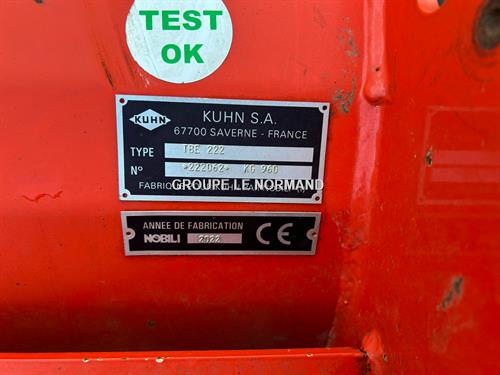 TEST
OK
KUHN
KUHN S.A.
67700 SAVERNE - FRANCE
TYPE TBE 222
N° *222062* KG 960
GROUPE LE NORMAND
ANNEE DE FABRICATION
NOBILI 2022 CE